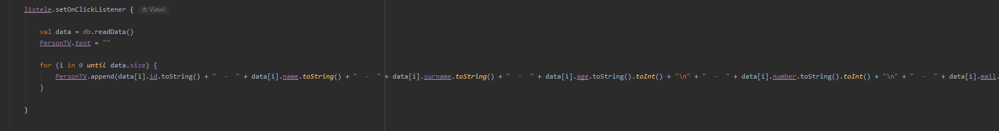 listele.setOnClickListener { it: View!
val data = db.readData()
PersonTV.text = ""
for (i in 0 until data.size) {
PersonTV.append(data[i].id.toString() + "  -  " + data[i].name.toString() + "  -  " + data[i].surname.toString() + "  -  " + data[i].age.toString().toInt() + "\n" + "  -  " + data[i].number.toString().toInt() + "\n" + "  -  " + data[i].mail.
}
}